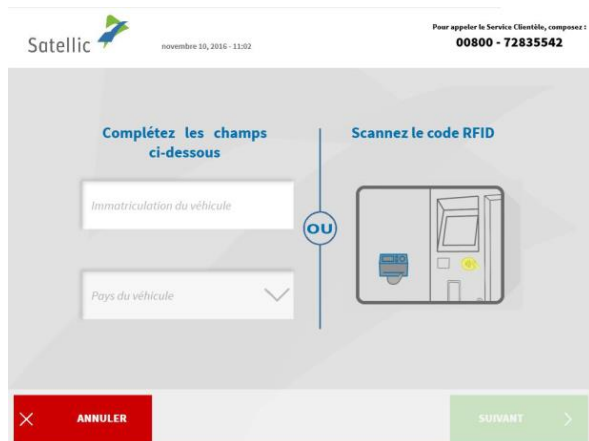 Satellic
novembre 10, 2016 - 11:02
Pour appeler le Service Clientèle, composez :
00800 - 72835542
Complétez les champs
ci-dessous
Immatriculation du véhicule
Pays du véhicule
OU
Scannez le code RFID
ANNULER
SUIVANT